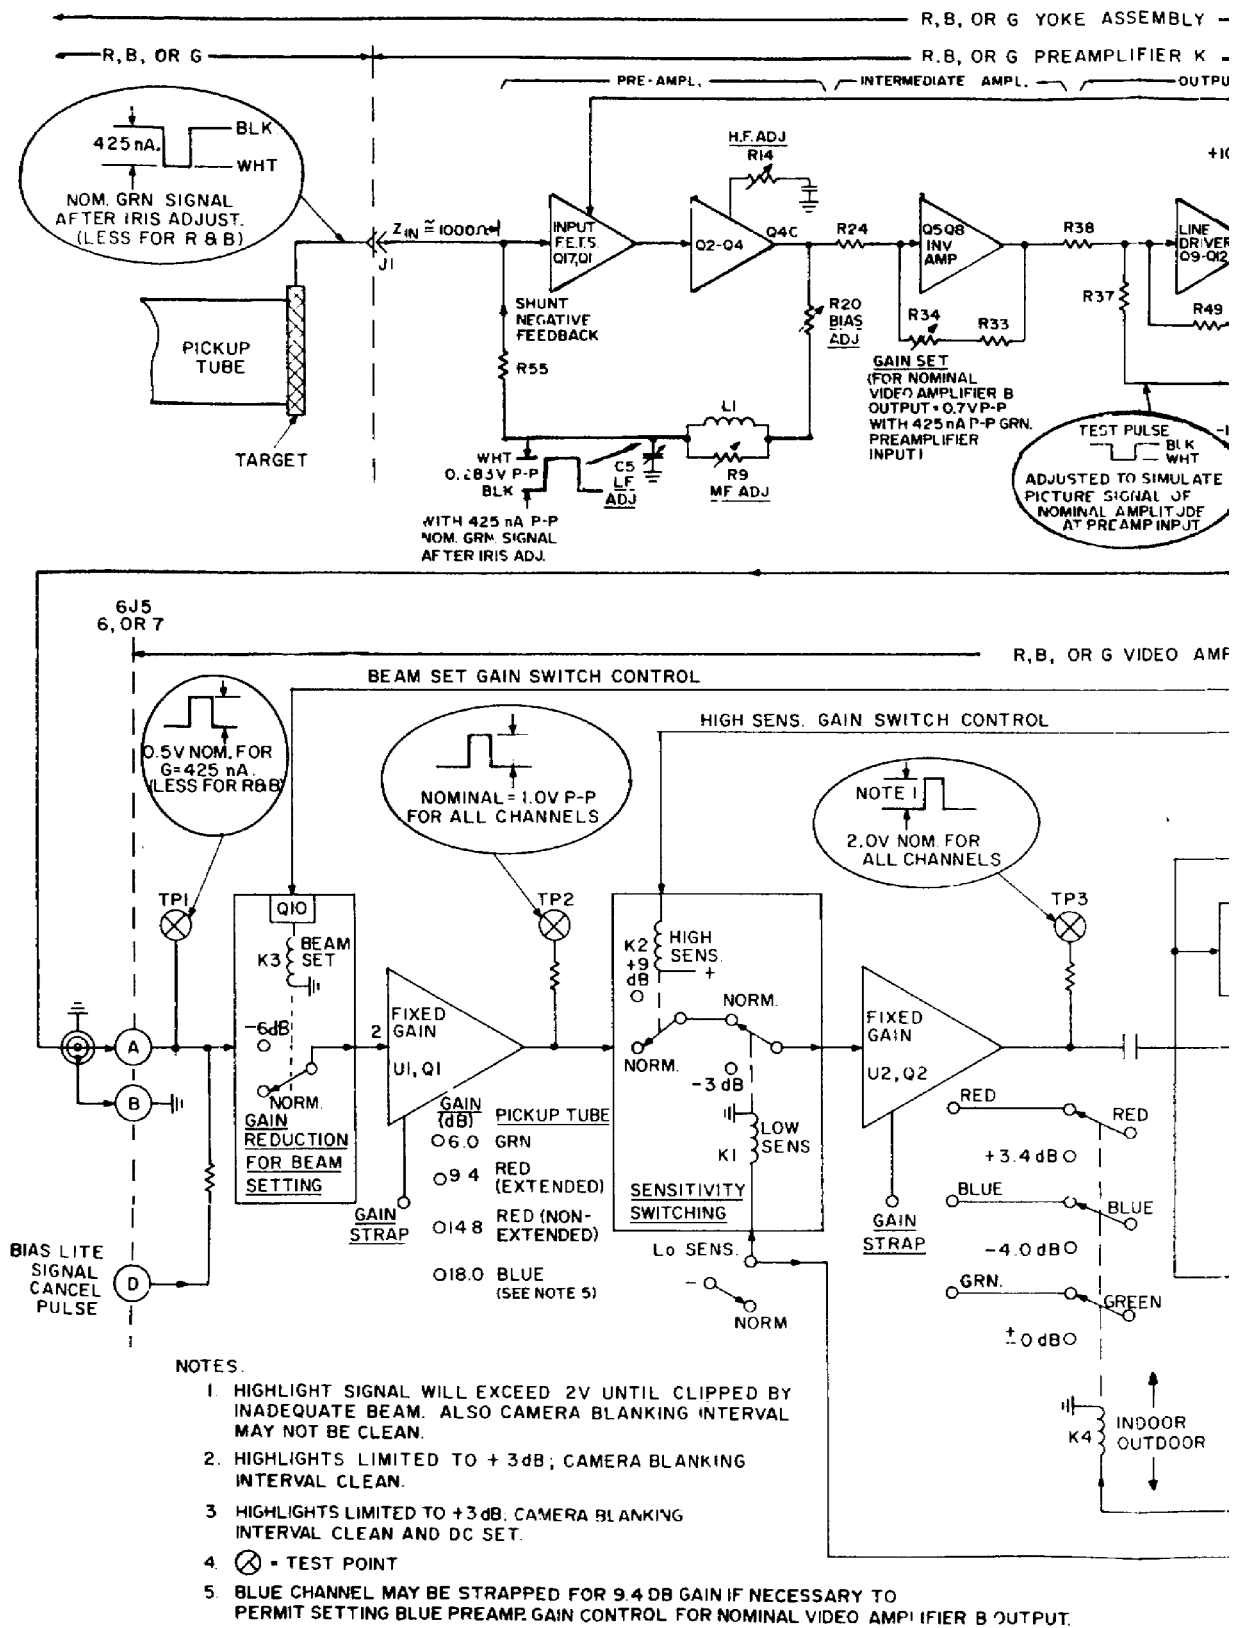 R,B, OR G YOKE ASSEMBLY
R,B, OR G
R.B, OR G PREAMPLIFIER K
PRE-AMPL.
INTERMEDIATE AMPL.
OUTPU
425 nA.
BLK
WHT
NOM. GRN SIGNAL
AFTER IRIS ADJUST.
(LESS FOR R & B)
H.F. ADJ
R14
+10
ZIN ≅ 1000Ω
J1
INPUT
F.E.T.S.
Q17,Q1
Q2-Q4
Q4C
R24
Q5Q8
INV
AMP
R38
LINE
DRIVER
Q9-Q12
R37
R49
SHUNT
NEGATIVE
FEEDBACK
R20
BIAS
ADJ
R34
R33
R55
PICKUP
TUBE
TARGET
GAIN SET
(FOR NOMINAL
VIDEO AMPLIFIER B
OUTPUT = 0.7V P-P
WITH 425 nA P-P GRN.
PREAMPLIFIER
INPUT)
L1
R9
MF ADJ
WHT
0.283V P-P
BLK
C5
LF
ADJ
WITH 425 nA P-P
NOM. GRN. SIGNAL
AFTER IRIS ADJ.
TEST PULSE
BLK
WHT
ADJUSTED TO SIMULATE
PICTURE SIGNAL OF
NOMINAL AMPLITUDE
AT PREAMP INPUT
6J5
6, OR 7
R,B, OR G VIDEO AMP
BEAM SET GAIN SWITCH CONTROL
HIGH SENS. GAIN SWITCH CONTROL
0.5V NOM. FOR
G=425 nA.
(LESS FOR R&B)
NOMINAL = 1.0V P-P
FOR ALL CHANNELS
NOTE 1
2.0V NOM. FOR
ALL CHANNELS
TP1
Q10
K3
BEAM
SET
-6dB
NORM.
GAIN
REDUCTION
FOR BEAM
SETTING
2
FIXED
GAIN
U1, Q1
TP2
K2
+9
dB
HIGH
SENS.
+
NORM.
NORM.
-3 dB
K1
LOW
SENS
SENSITIVITY
SWITCHING
FIXED
GAIN
U2, Q2
TP3
A
B
D
BIAS LITE
SIGNAL
CANCEL
PULSE
GAIN
STRAP
GAIN
(dB)
PICKUP TUBE
6.0 GRN
9.4 RED
(EXTENDED)
14.8 RED (NON-
EXTENDED)
18.0 BLUE
(SEE NOTE 5)
Lo SENS.
-
NORM.
GAIN
STRAP
RED
RED
+3.4 dB
BLUE
BLUE
-4.0 dB
GRN.
GREEN
±0 dB
K4
INDOOR
OUTDOOR
NOTES.
1. HIGHLIGHT SIGNAL WILL EXCEED 2V UNTIL CLIPPED BY
INADEQUATE BEAM. ALSO CAMERA BLANKING INTERVAL
MAY NOT BE CLEAN.
2. HIGHLIGHTS LIMITED TO + 3dB; CAMERA BLANKING
INTERVAL CLEAN.
3 HIGHLIGHTS LIMITED TO +3 dB; CAMERA BLANKING
INTERVAL CLEAN AND DC SET.
4. = TEST POINT
5. BLUE CHANNEL MAY BE STRAPPED FOR 9.4 DB GAIN IF NECESSARY TO
PERMIT SETTING BLUE PREAMP. GAIN CONTROL FOR NOMINAL VIDEO AMPLIFIER B OUTPUT.